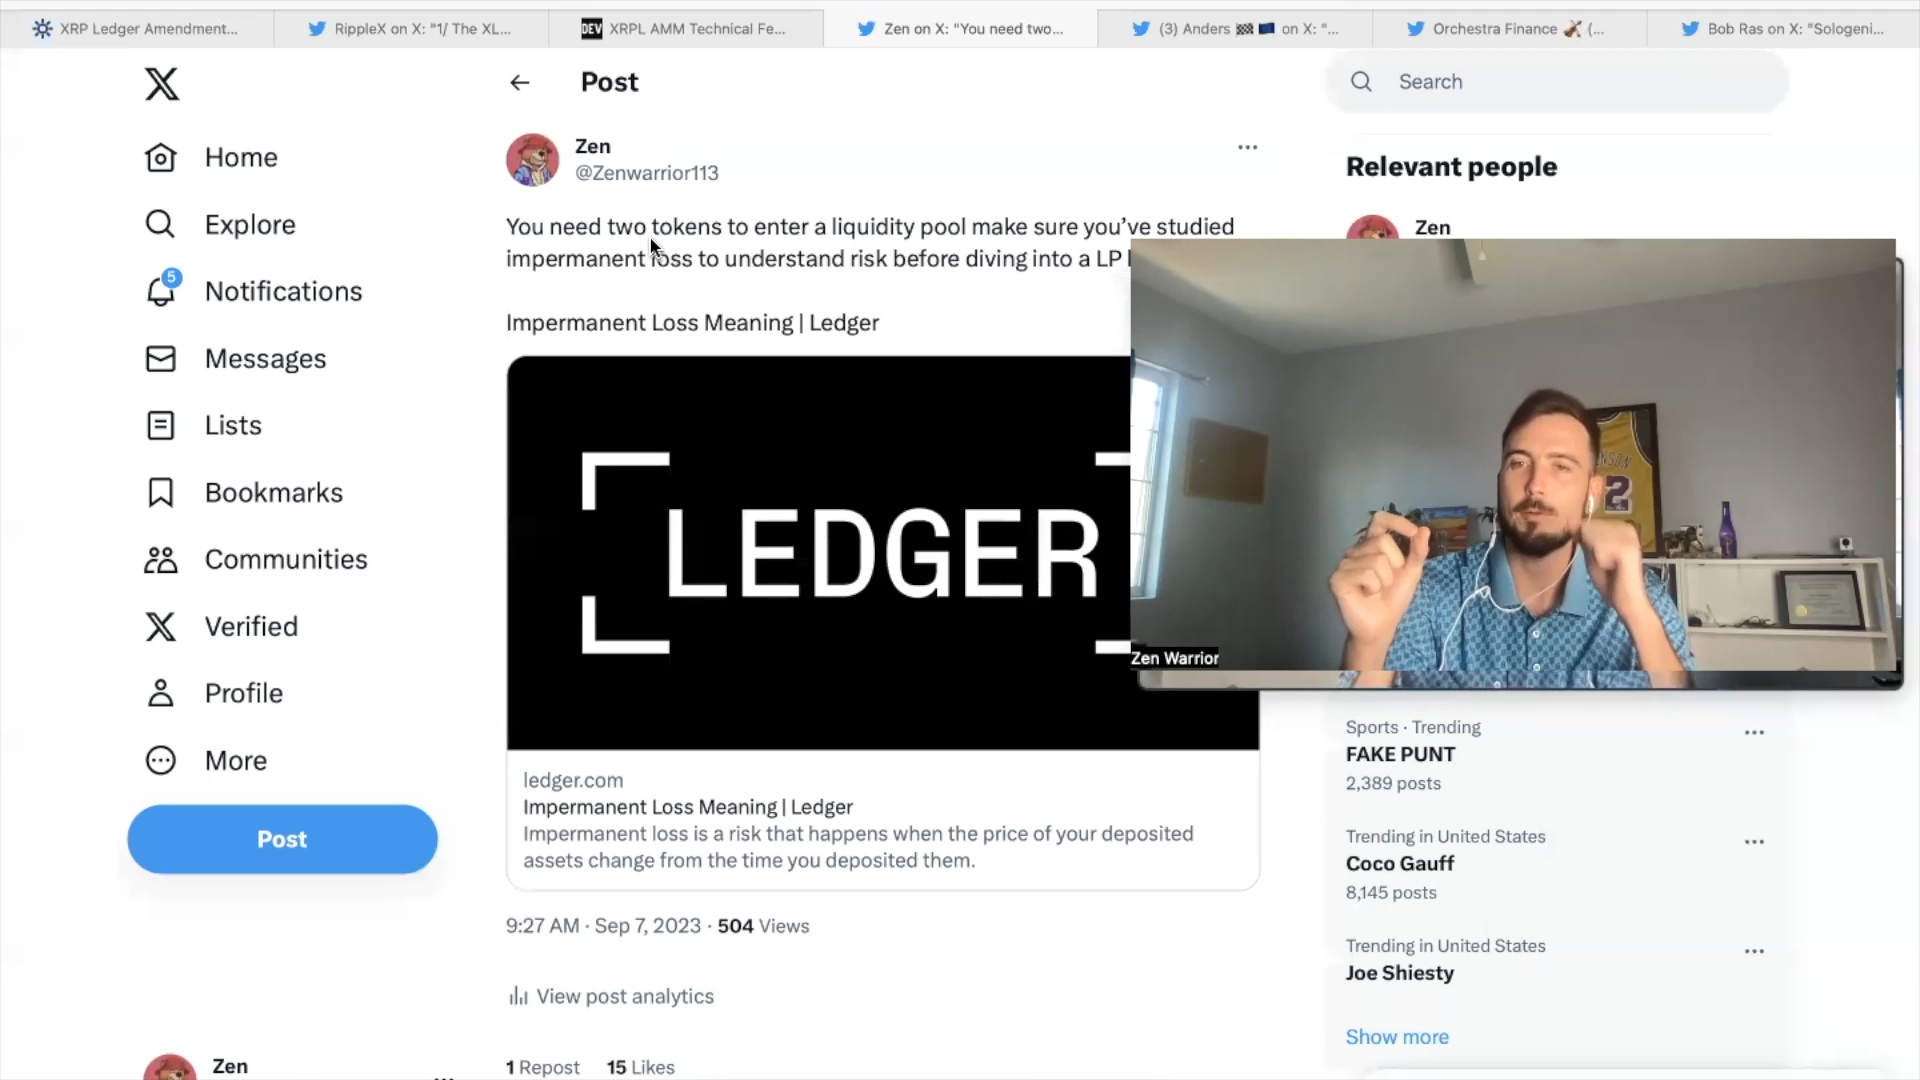 XRP Ledger Amendment...
RippleX on X: "1/ The XL...
DEV
XRPL AMM Technical Fe...
Zen on X: "You need two...
(3) Anders 🏁 🇪🇺 on X: "...
Orchestra Finance 🎻 (...
Bob Ras on X: "Sologeni...
Post
Search
Home
Explore
5
Notifications
Messages
Lists
Bookmarks
Communities
Verified
Profile
More
Post
Zen
Zen
@Zenwarrior113
You need two tokens to enter a liquidity pool make sure you've studied
impermanent loss to understand risk before diving into a LP
Impermanent Loss Meaning | Ledger
LEDGER
ledger.com
Impermanent Loss Meaning | Ledger
Impermanent loss is a risk that happens when the price of your deposited
assets change from the time you deposited them.
9:27 AM · Sep 7, 2023 · 504 Views
View post analytics
1 Repost 15 Likes
Relevant people
Zen
Zen Warrior
Sports · Trending
FAKE PUNT
2,389 posts
Trending in United States
Coco Gauff
8,145 posts
Trending in United States
Joe Shiesty
Show more